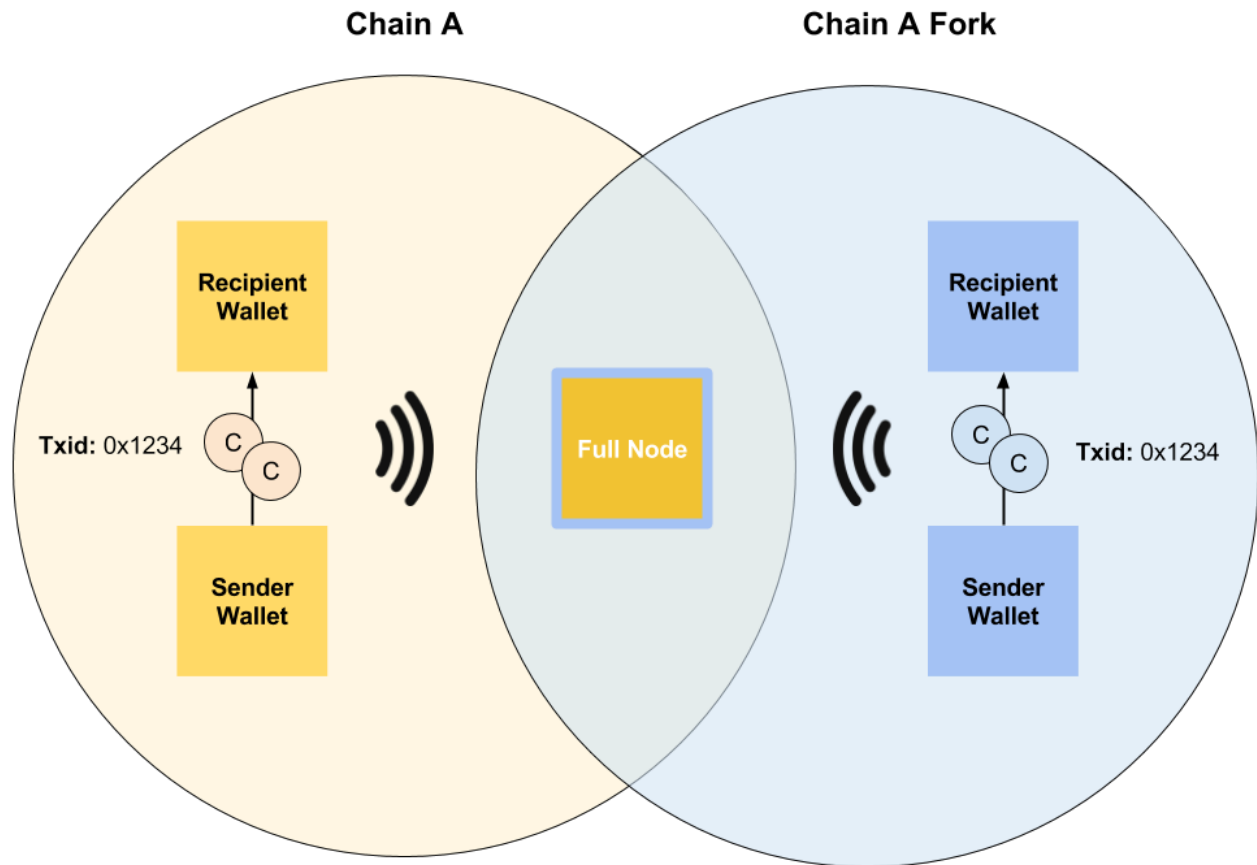 Chain A
Chain A Fork
Recipient
Wallet
Txid: 0x1234
C
C
Sender
Wallet
Full Node
Recipient
Wallet
C
C
Txid: 0x1234
Sender
Wallet